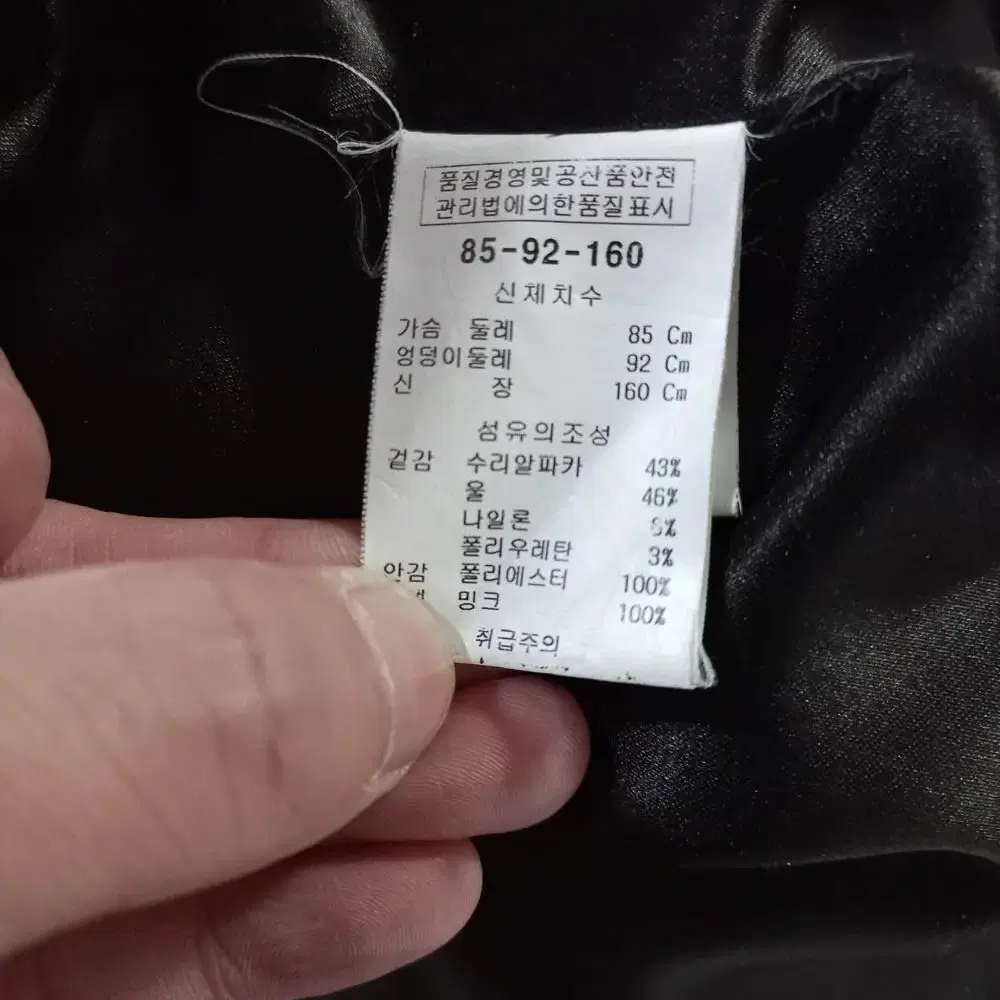 품질경영및공산품안전
관리법에의한품질표시
85-92-160
신체치수
가슴 둘레 85 Cm
엉덩이둘레 92 Cm
신 장 160 Cm
섬유의조성
겉감 수리알파카 43%
울 46%
나일론
폴리우레탄 3%
안감 폴리에스터 100%
밍크 100%
취급주의